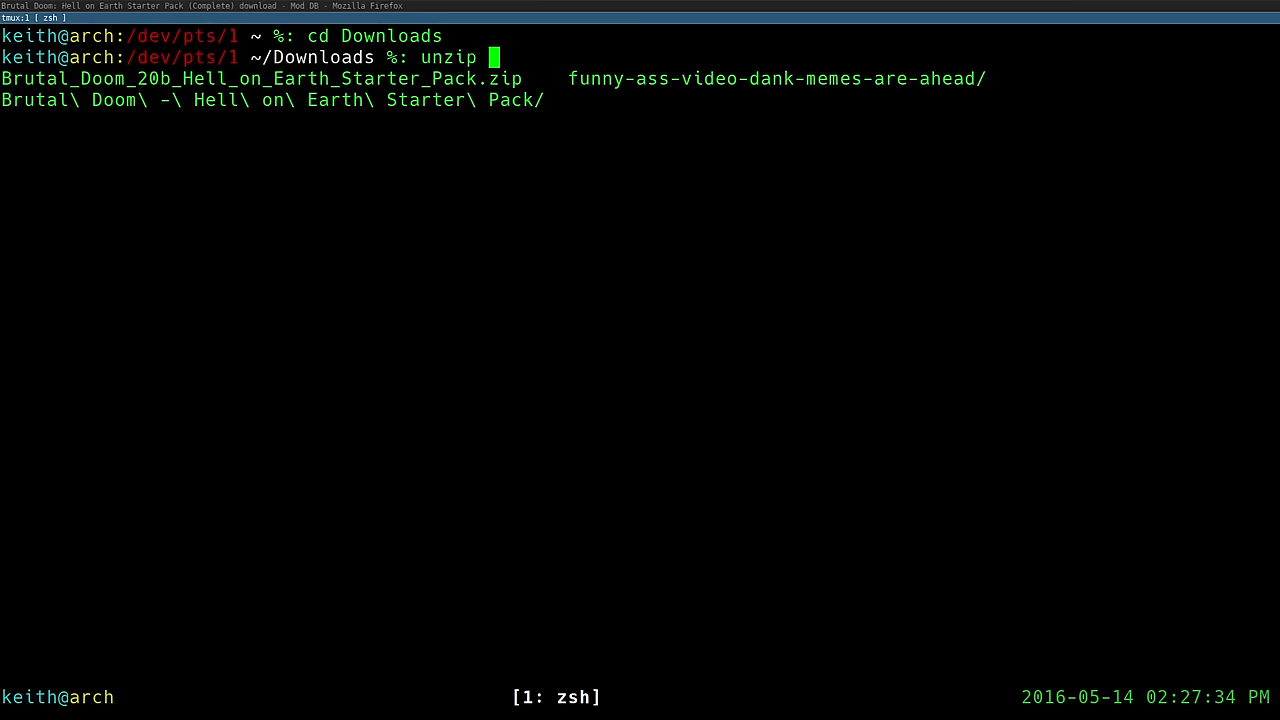 Brutal Doom: Hell on Earth Starter Pack (Complete) download - Mod DB - Mozilla Firefox
tmux:1 [ zsh ]
keith@arch:/dev/pts/1 ~ %: cd Downloads
keith@arch:/dev/pts/1 ~/Downloads %: unzip
Brutal_Doom_20b_Hell_on_Earth_Starter_Pack.zip    funny-ass-video-dank-memes-are-ahead/
Brutal\ Doom\ -\ Hell\ on\ Earth\ Starter\ Pack/
keith@arch [1: zsh] 2016-05-14 02:27:34 PM